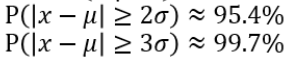 P(|x − μ| ≥ 2σ) ≈ 95.4%
P(|x − μ| ≥ 3σ) ≈ 99.7%